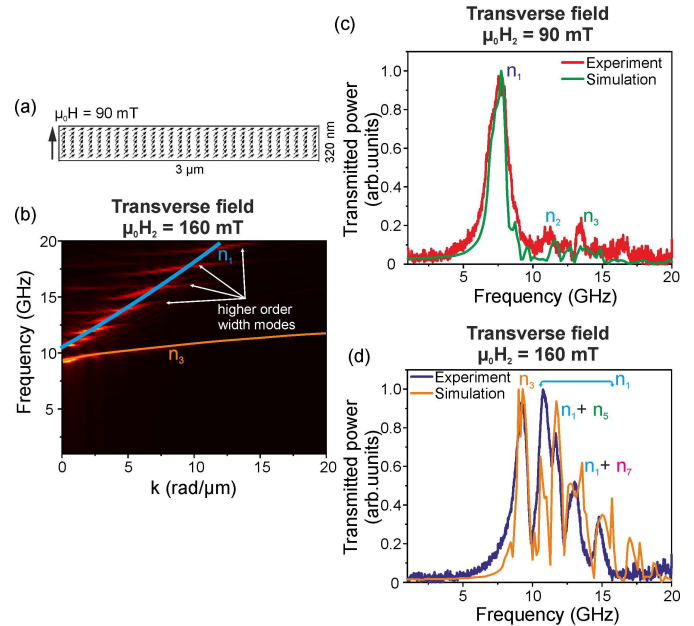 (a)
μ₀H = 90 mT
320 nm
3 μm
(b)
Transverse field
μ₀H₂ = 160 mT
20
15
10
5
0
5
10
15
20
Frequency (GHz)
k (rad/μm)
n₁
n₃
higher order
width modes
(c)
Transverse field
μ₀H₂ = 90 mT
Experiment
Simulation
n₁
n₂
n₃
1.0
0.8
0.6
0.4
0.2
0
5
10
15
20
Transmitted power
(arb.uunits)
Frequency (GHz)
(d)
Transverse field
μ₀H₂ = 160 mT
Experiment
Simulation
n₃
n₁
n₁+ n₅
n₁+ n₇
1.0
0.8
0.6
0.4
0.2
0.0
5
10
15
20
Transmitted power
(arb.uunits)
Frequency (GHz)